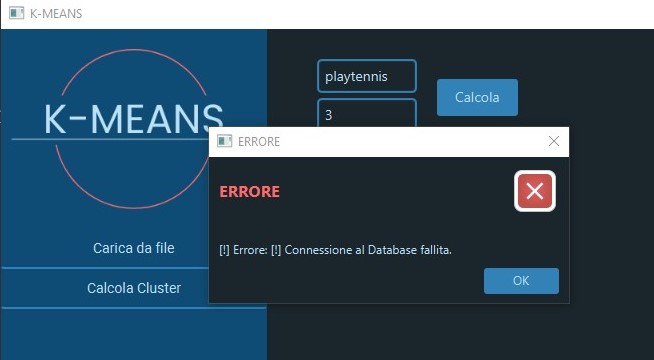 K-MEANS
K-MEANS
playtennis
3
Calcola
ERRORE
ERRORE
[!] Errore: [!] Connessione al Database fallita.
OK
Carica da file
Calcola Cluster